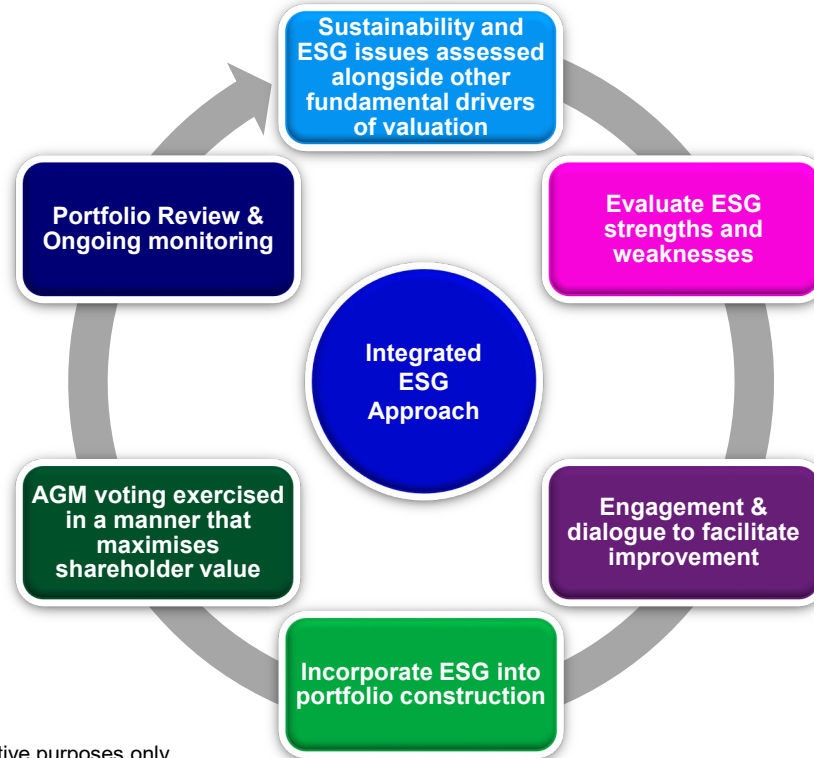 Sustainability and
ESG issues assessed
alongside other
fundamental drivers
of valuation
Evaluate ESG
strengths and
weaknesses
Engagement &
dialogue to facilitate
improvement
Incorporate ESG into
portfolio construction
AGM voting exercised
in a manner that
maximises
shareholder value
Portfolio Review &
Ongoing monitoring
Integrated
ESG
Approach
purposes only